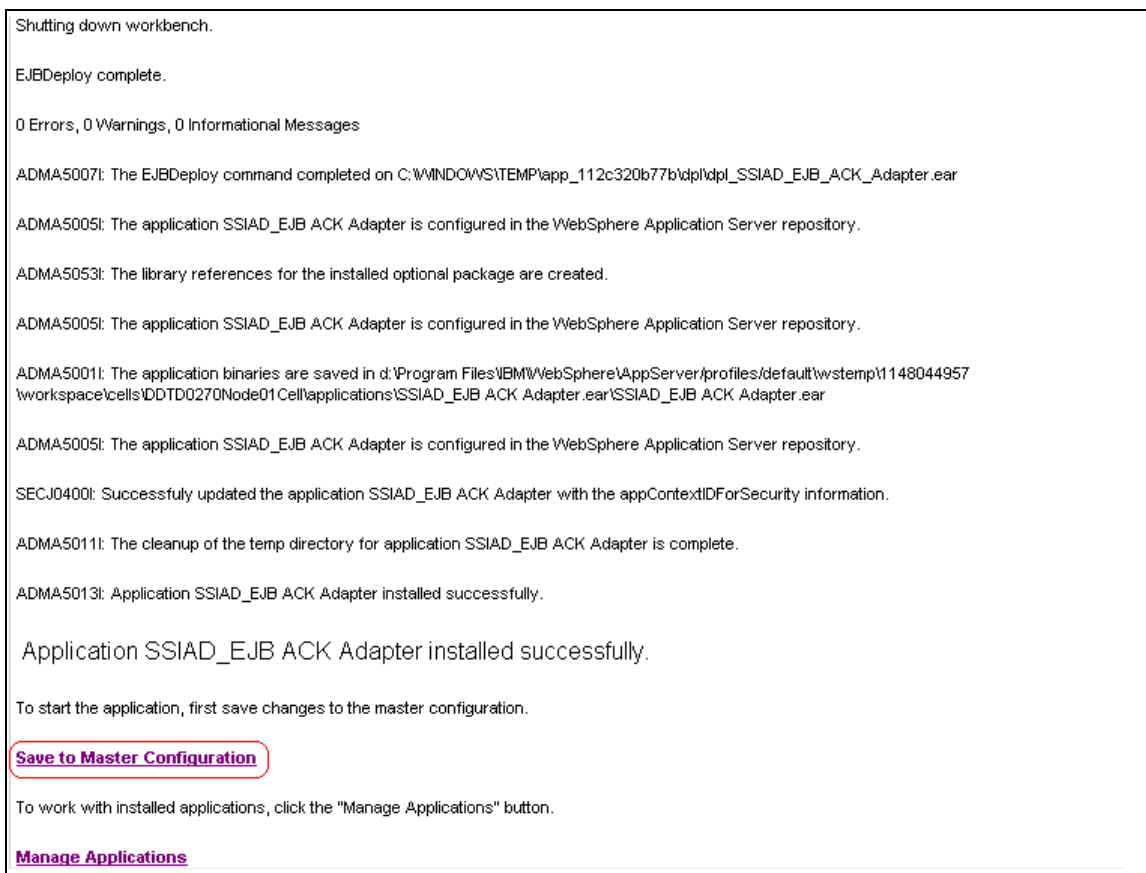 Shutting down workbench.
EJBDeploy complete.
0 Errors, 0 Warnings, 0 Informational Messages
ADMA5007I: The EJBDeploy command completed on C:\WINDOWS\TEMP\app_112c320b77b\dpl\dpl_SSIAD_EJB_ACK_Adapter.ear
ADMA5005I: The application SSIAD_EJB ACK Adapter is configured in the WebSphere Application Server repository.
ADMA5053I: The library references for the installed optional package are created.
ADMA5005I: The application SSIAD_EJB ACK Adapter is configured in the WebSphere Application Server repository.
ADMA5001I: The application binaries are saved in d:\Program Files\IBM\WebSphere\AppServer/profiles/default\wstemp\1148044957
\workspace\cells\DDTD0270Node01Cell\applications\SSIAD_EJB ACK Adapter.ear\SSIAD_EJB ACK Adapter.ear
ADMA5005I: The application SSIAD_EJB ACK Adapter is configured in the WebSphere Application Server repository.
SECJ0400I: Successfuly updated the application SSIAD_EJB ACK Adapter with the appContextIDForSecurity information.
ADMA5011I: The cleanup of the temp directory for application SSIAD_EJB ACK Adapter is complete.
ADMA5013I: Application SSIAD_EJB ACK Adapter installed successfully.
Application SSIAD_EJB ACK Adapter installed successfully.
To start the application, first save changes to the master configuration.
Save to Master Configuration
To work with installed applications, click the "Manage Applications" button.
Manage Applications